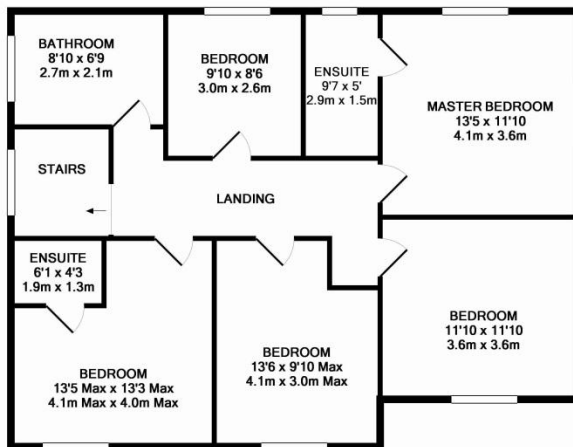 BATHROOM
8'10 x 6'9
2.7m x 2.1m
BEDROOM
9'10 x 8'6
3.0m x 2.6m
ENSUITE
9'7 x 5'
2.9m x 1.5m
MASTER BEDROOM
13'5 x 11'10
4.1m x 3.6m
STAIRS
LANDING
ENSUITE
6'1 x 4'3
1.9m x 1.3m
BEDROOM
13'5 Max x 13'3 Max
4.1m Max x 4.0m Max
BEDROOM
13'6 x 9'10 Max
4.1m x 3.0m Max
BEDROOM
11'10 x 11'10
3.6m x 3.6m